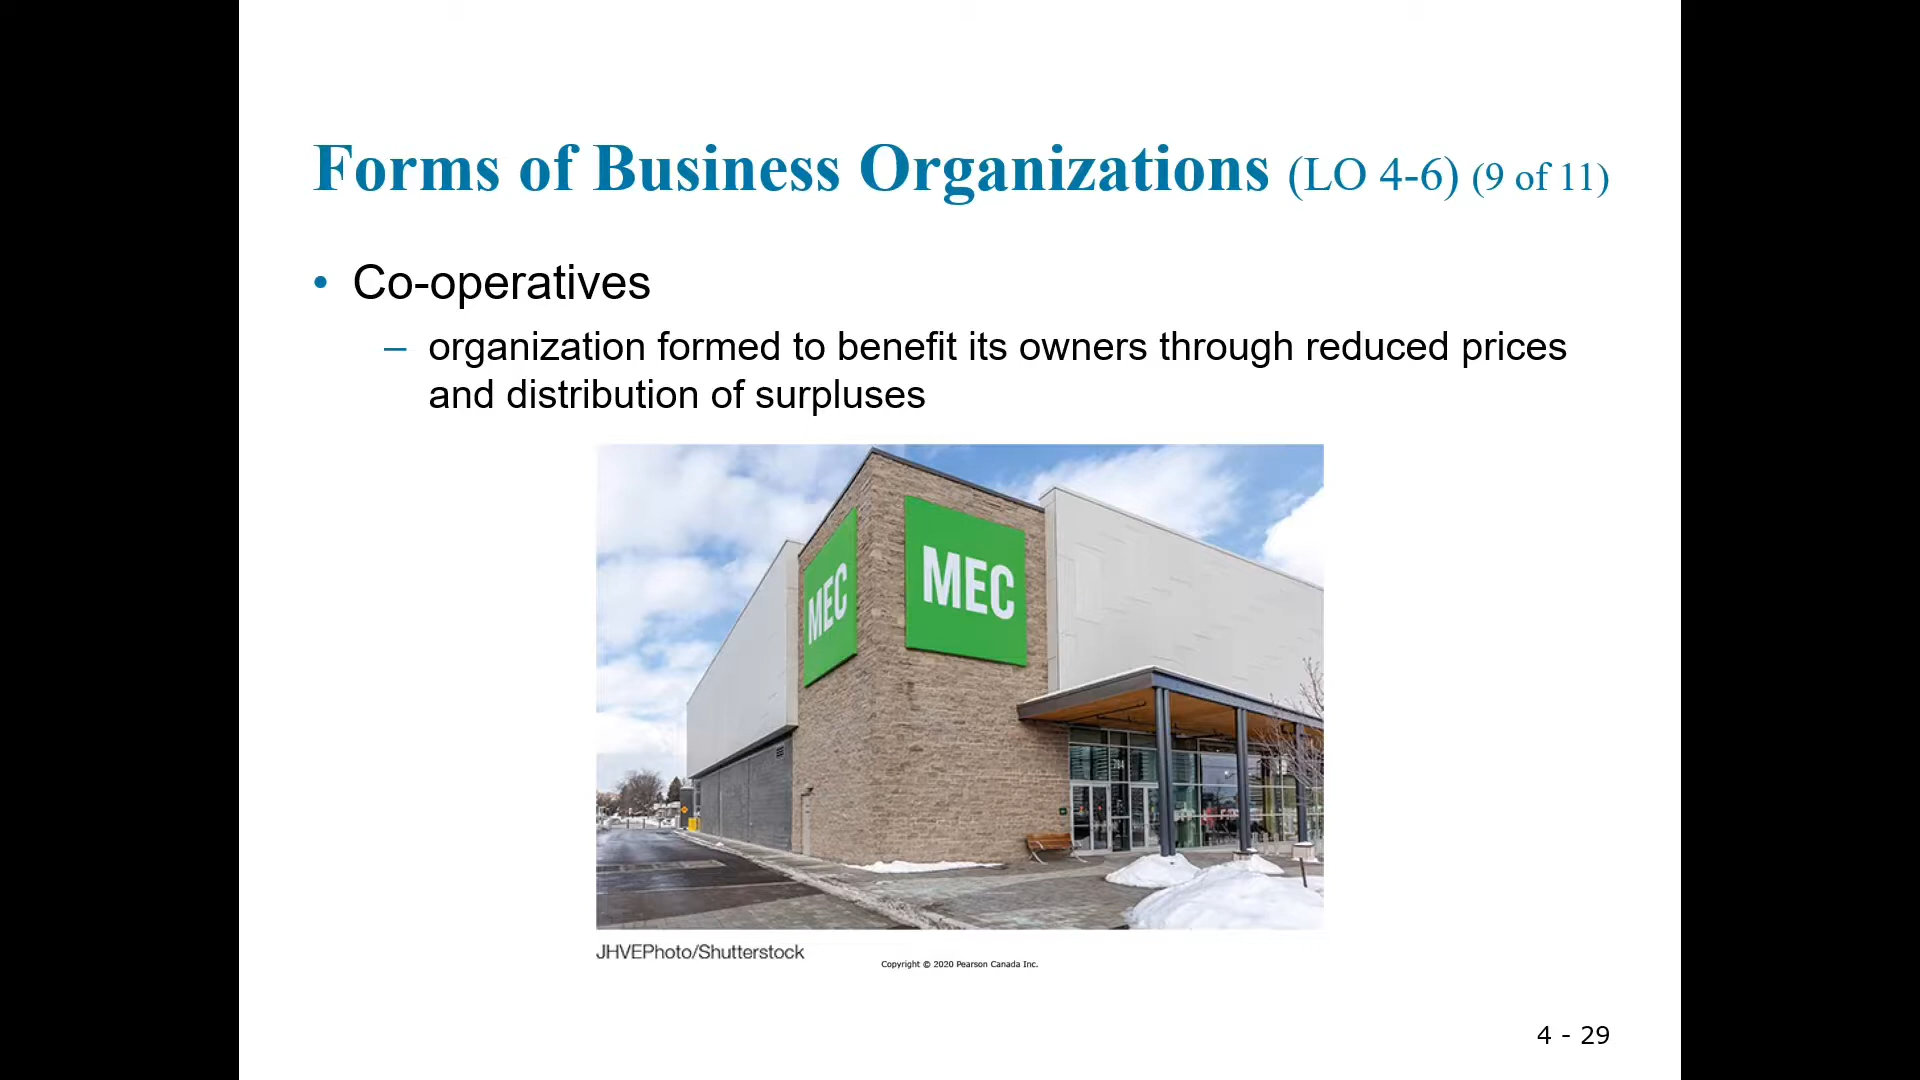 Forms of Business Organizations (LO 4-6) (9 of 11)
• Co-operatives
– organization formed to benefit its owners through reduced prices
and distribution of surpluses
MEC
MEC
704
JHVEPhoto/Shutterstock
Copyright © 2020 Pearson Canada Inc.
4 - 29